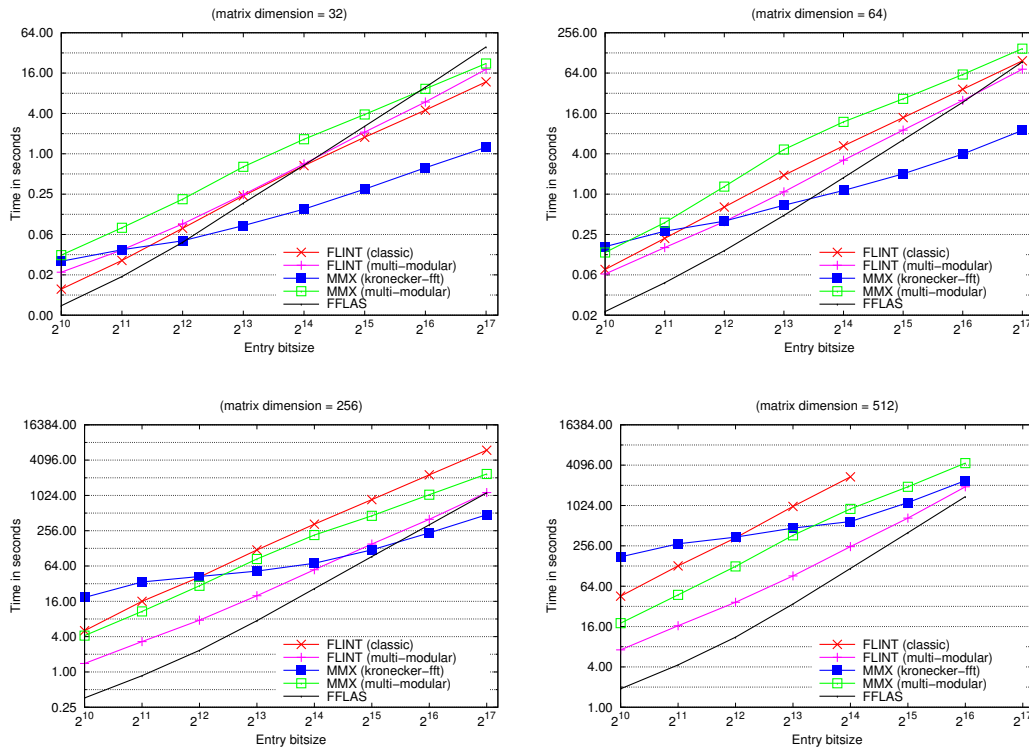 (matrix dimension = 32)
64.00
16.00
4.00
1.00
0.25
0.06
0.02
0.00
Time in seconds
2^10 2^11 2^12 2^13 2^14 2^15 2^16 2^17
Entry bitsize
FLINT (classic)
FLINT (multi−modular)
MMX (kronecker−fft)
MMX (multi−modular)
FFLAS
(matrix dimension = 64)
256.00
64.00
16.00
4.00
1.00
0.25
0.06
0.02
Time in seconds
2^10 2^11 2^12 2^13 2^14 2^15 2^16 2^17
Entry bitsize
FLINT (classic)
FLINT (multi−modular)
MMX (kronecker−fft)
MMX (multi−modular)
FFLAS
(matrix dimension = 256)
16384.00
4096.00
1024.00
256.00
64.00
16.00
4.00
1.00
0.25
Time in seconds
2^10 2^11 2^12 2^13 2^14 2^15 2^16 2^17
Entry bitsize
FLINT (classic)
FLINT (multi−modular)
MMX (kronecker−fft)
MMX (multi−modular)
FFLAS
(matrix dimension = 512)
16384.00
4096.00
1024.00
256.00
64.00
16.00
4.00
1.00
Time in seconds
2^10 2^11 2^12 2^13 2^14 2^15 2^16 2^17
Entry bitsize
FLINT (classic)
FLINT (multi−modular)
MMX (kronecker−fft)
MMX (multi−modular)
FFLAS